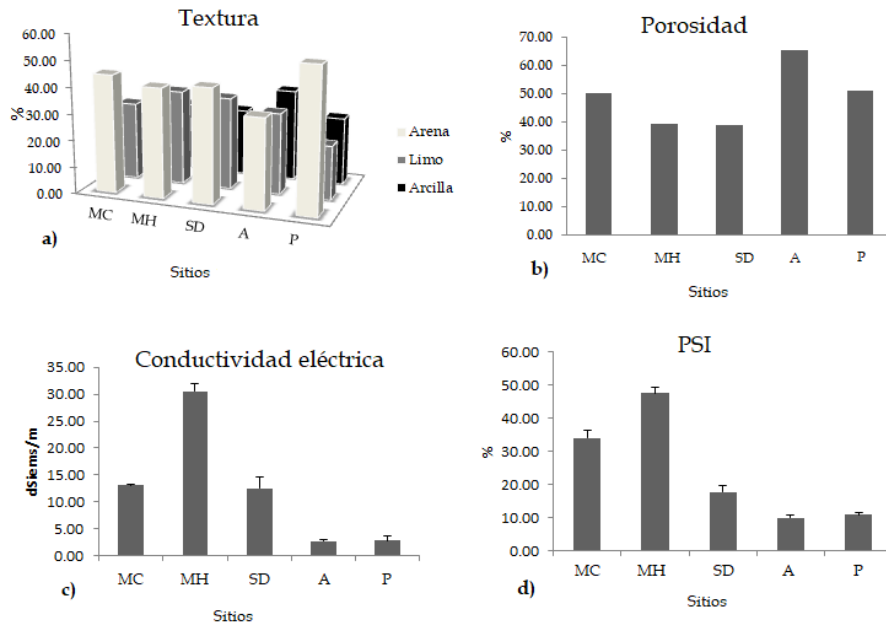 Textura
60.00
50.00
40.00
30.00
20.00
10.00
0.00
%
MC
MH
SD
A
P
Sitios
Arena
Limo
Arcilla
a)
Porosidad
70.00
60.00
50.00
40.00
30.00
20.00
10.00
0.00
%
MC
MH
SD
A
P
Sitios
b)
Conductividad eléctrica
35.00
30.00
25.00
20.00
15.00
10.00
5.00
0.00
dSiems/m
MC
MH
SD
A
P
Sitios
c)
PSI
60.00
50.00
40.00
30.00
20.00
10.00
0.00
%
MC
MH
SD
A
P
Sitios
d)